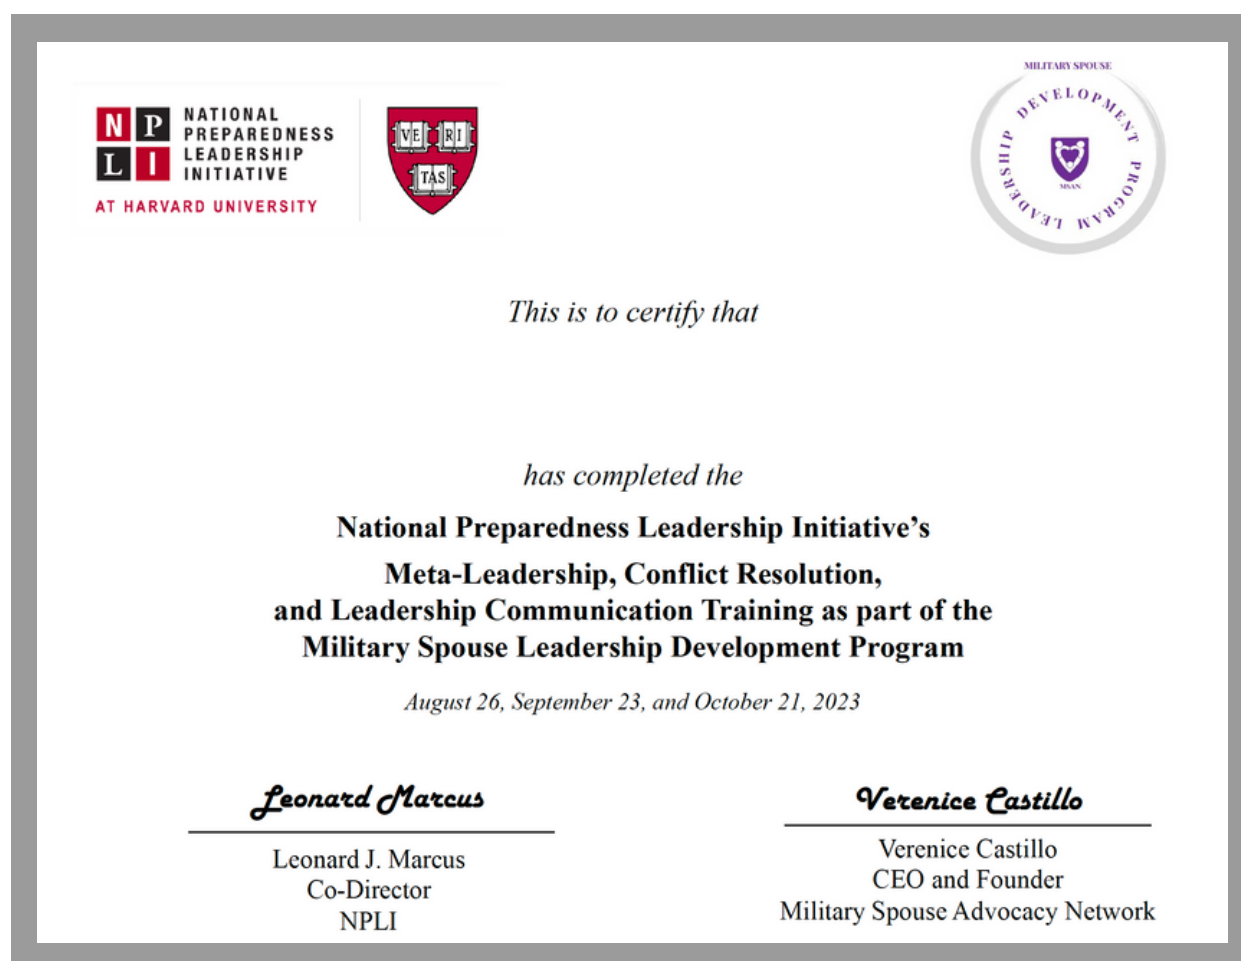 NPLI
NATIONAL
PREPAREDNESS
LEADERSHIP
INITIATIVE
AT HARVARD UNIVERSITY
VE RI
TAS
MILITARY SPOUSE
LEADERSHIP DEVELOPMENT PROGRAM
MSAN
This is to certify that
has completed the
National Preparedness Leadership Initiative’s
Meta-Leadership, Conflict Resolution,
and Leadership Communication Training as part of the
Military Spouse Leadership Development Program
August 26, September 23, and October 21, 2023
Leonard Marcus
Leonard J. Marcus
Co-Director
NPLI
Verenice Castillo
Verenice Castillo
CEO and Founder
Military Spouse Advocacy Network